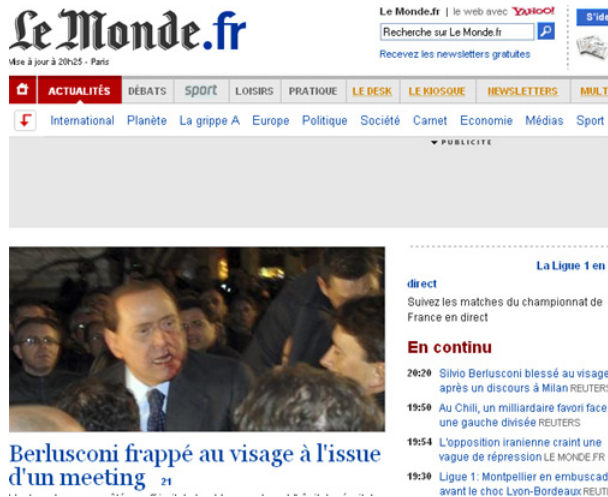 Le Monde.fr
Mise à jour à 20h25 - Paris
Le Monde.fr | le web avec YAHOO!
Recherche sur Le Monde.fr
S'ide
Recevez les newsletters gratuites
ACTUALITÉS DÉBATS sport LOISIRS PRATIQUE LE DESK LE KIOSQUE NEWSLETTERS MULT
International Planète La grippe A Europe Politique Société Carnet Economie Médias Sport
PUBLICITE
La Ligue 1 en
direct
Suivez les matches du championnat de
France en direct
En continu
20:20 Silvio Berlusconi blessé au visage
après un discours à Milan REUTERS
19:50 Au Chili, un milliardaire favori face
une gauche divisée REUTERS
19:54 L'opposition iranienne craint une
vague de répression LE MONDE.FR
19:30 Ligue 1: Montpellier en embuscad
avant le choc Lyon-Bordeaux REUT
Berlusconi frappé au visage à l'issue
d'un meeting 21